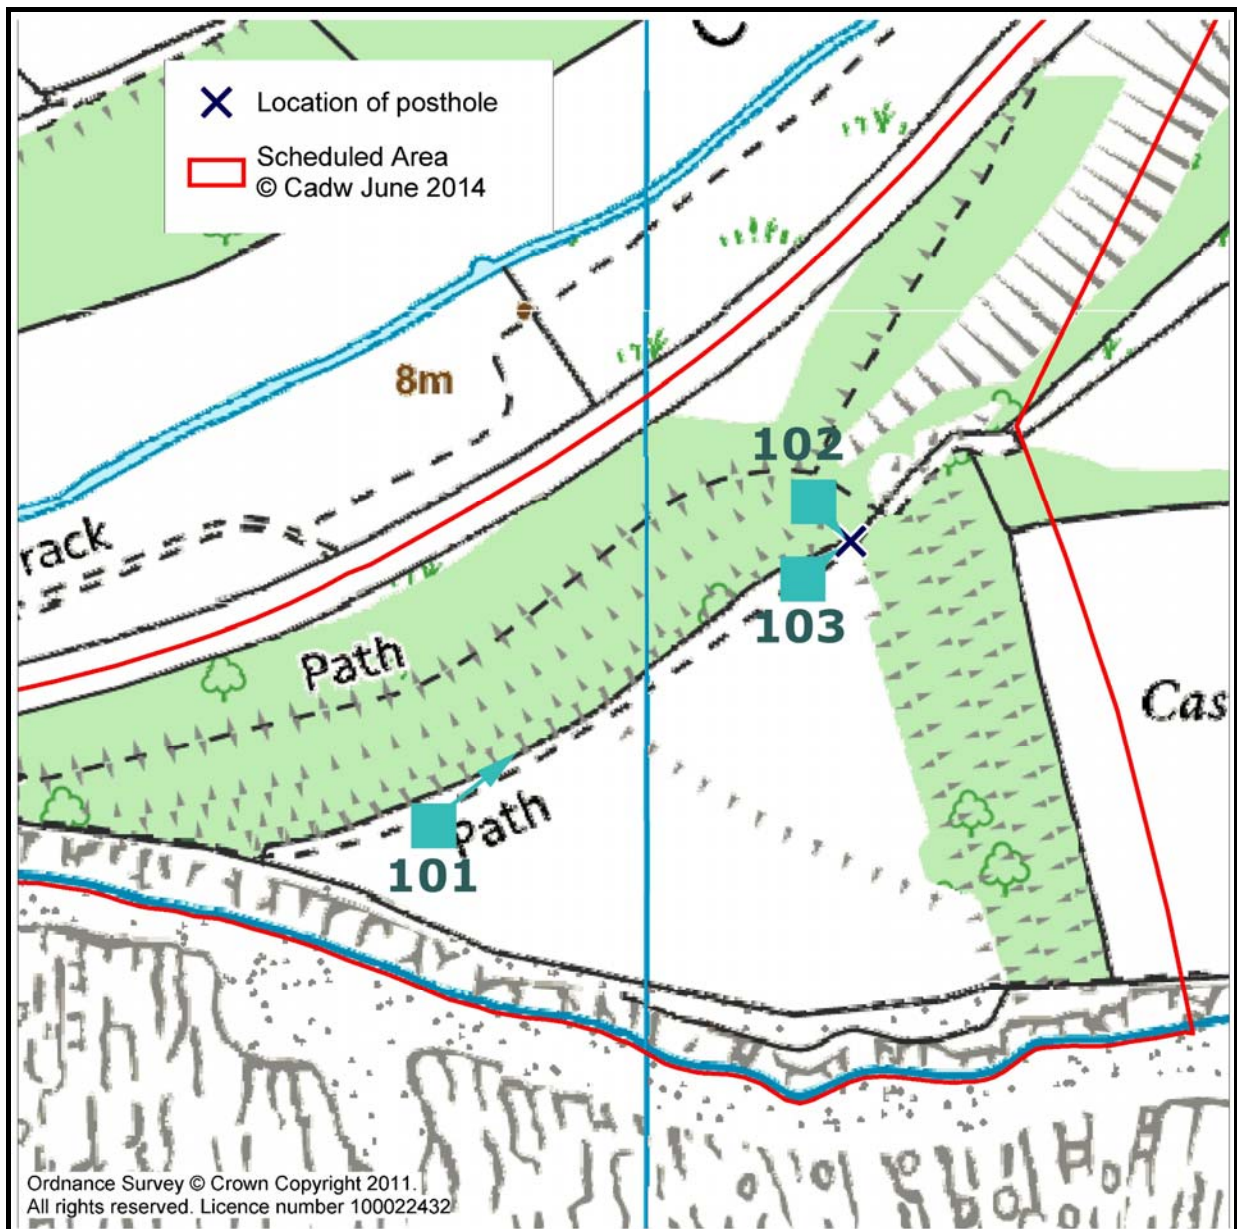 Location of posthole
Scheduled Area
© Cadw June 2014
8m
102
rack
103
Path
Cas
Path
101
Ordnance Survey © Crown Copyright 2011.
All rights reserved. Licence number 100022432